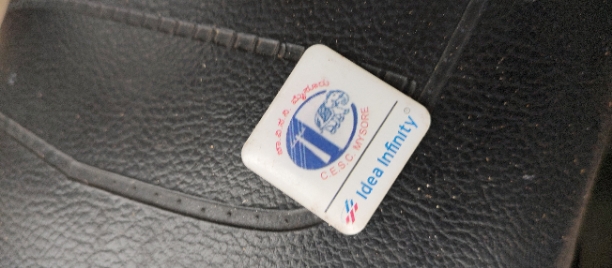 ಚಾ.ವಿ.ಸ.ನಿ. ಮೈಸೂರು
C.E.S.C. MYSORE
Idea Infinity